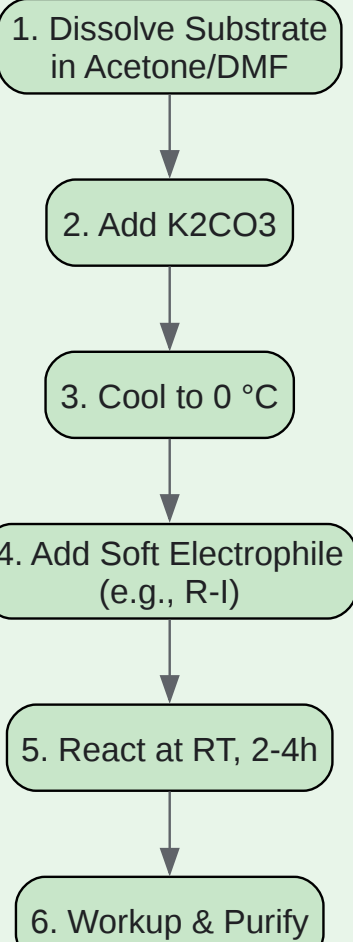 1. Dissolve Substrate
in Acetone/DMF
2. Add K2CO3
3. Cool to 0 °C
4. Add Soft Electrophile
(e.g., R-I)
5. React at RT, 2-4h
6. Workup & Purify